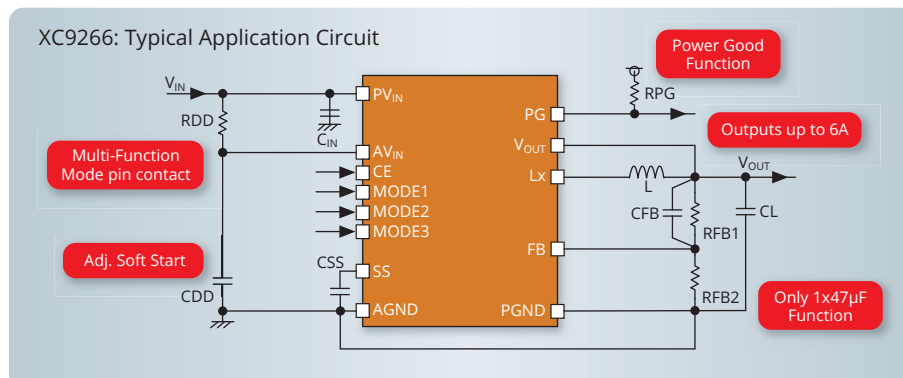 XC9266: Typical Application Circuit
Power Good
Function
VIN
PVIN
RPG
RDD
CIN
PG
Outputs up to 6A
Multi-Function
Mode pin contact
AVIN
VOUT
CE
Lx
L
VOUT
MODE1
MODE2
CFB
CL
MODE3
RFB1
Adj. Soft Start
FB
CSS
SS
CDD
RFB2
Only 1x47µF
Function
AGND
PGND